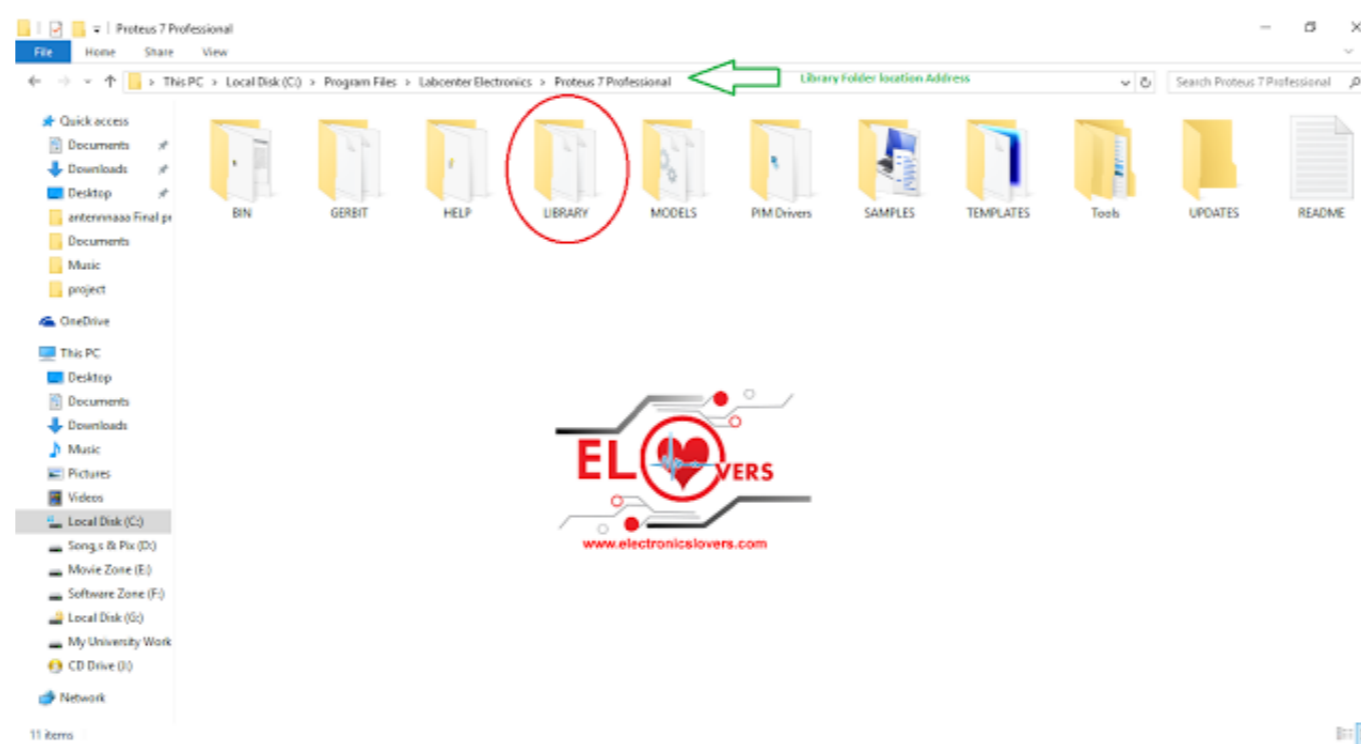 Proteus 7 Professional
File Home Share View
This PC > Local Disk (C:) > Program Files > Labcenter Electronics > Proteus 7 Professional
Library Folder location Address
Search Proteus 7 Professional
Quick access
Documents
Downloads
Desktop
antennnaaa Final pr
Documents
Music
project
OneDrive
This PC
Desktop
Documents
Downloads
Music
Pictures
Videos
Local Disk (C:)
Song,s & Pix (D:)
Movie Zone (E:)
Software Zone (F:)
Local Disk (G:)
My University Work
CD Drive (I:)
Network
BIN GERBIT HELP LIBRARY MODELS PIM Drivers SAMPLES TEMPLATES Tools UPDATES README
EL VERS
www.electronicslovers.com
11 items